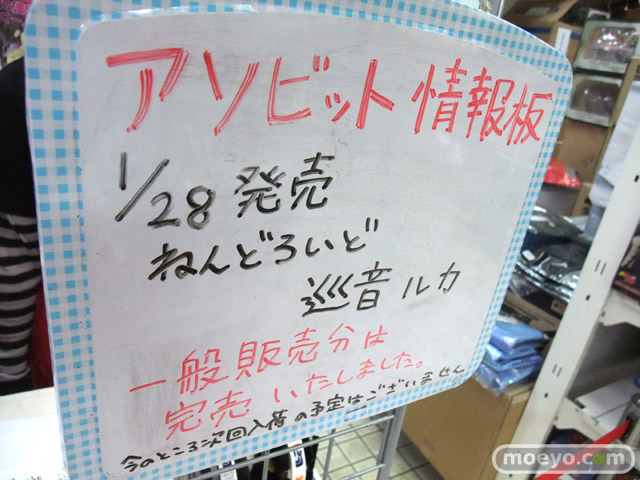 アソビット情報板
1/28発売
ねんどろいど
巡音ルカ
一般販売分は
完売いたしました。
今のところ次回入荷の予定はございません
moeyo.com